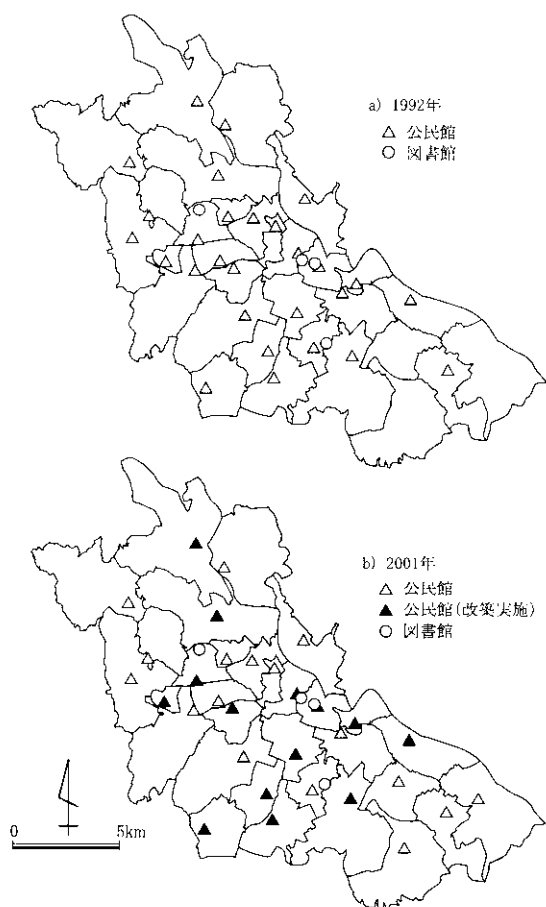 a) 1992年
△ 公民館
○ 図書館
b) 2001年
△ 公民館
▲ 公民館(改築実施)
○ 図書館
0 5km